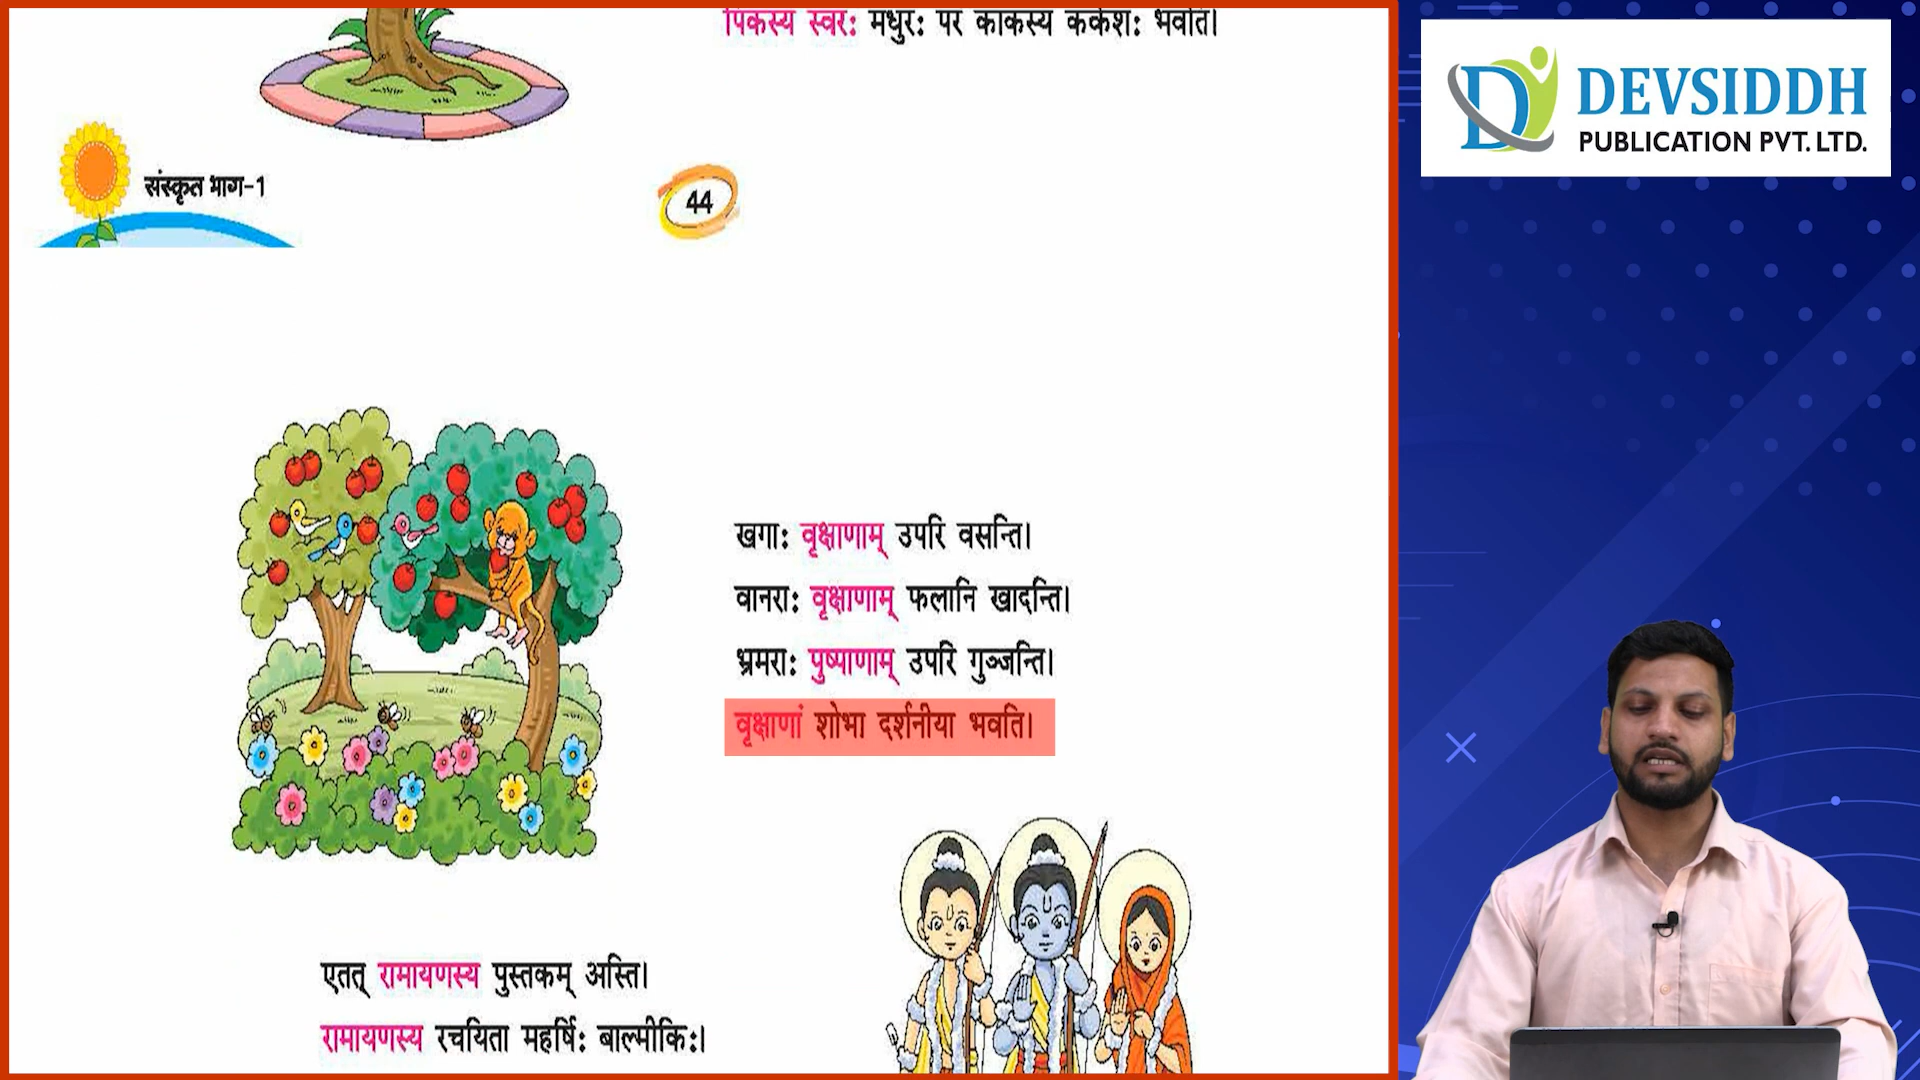 पिकस्य स्वरः मधुरः परं काकस्य कर्कशः भवति।
संस्कृत भाग-1
44
खगाः वृक्षाणाम् उपरि वसन्ति।
वानराः वृक्षाणाम् फलानि खादन्ति।
भ्रमराः पुष्पाणाम् उपरि गुञ्जन्ति।
वृक्षाणां शोभा दर्शनीया भवति।
एतत् रामायणस्य पुस्तकम् अस्ति।
रामायणस्य रचयिता महर्षिः बाल्मीकिः।
DEVSIDDH
PUBLICATION PVT. LTD.